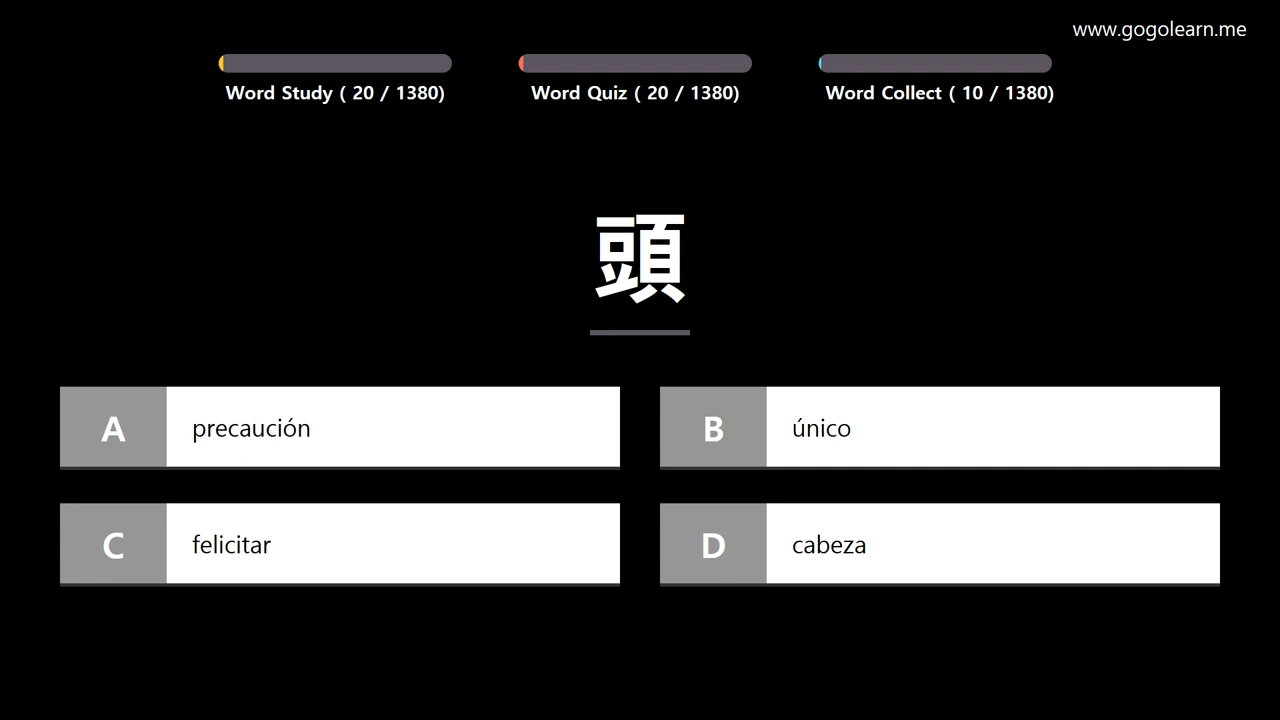 www.gogolearn.me
Word Study ( 20 / 1380)
Word Quiz ( 20 / 1380)
Word Collect ( 10 / 1380)
頭
A
precaución
B
único
C
felicitar
D
cabeza